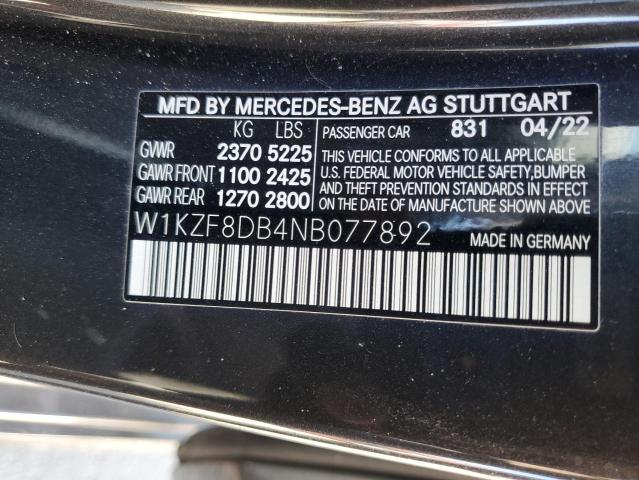 MFD BY MERCEDES-BENZ AG STUTTGART
KG LBS PASSENGER CAR 831 04/22
GVWR 2370 5225
GAWR FRONT 1100 2425
GAWR REAR 1270 2800
THIS VEHICLE CONFORMS TO ALL APPLICABLE
U.S. FEDERAL MOTOR VEHICLE SAFETY,BUMPER
AND THEFT PREVENTION STANDARDS IN EFFECT
ON DATE OF MANUFACTURE SHOWN ABOVE.
W1KZF8DB4NB077892 MADE IN GERMANY